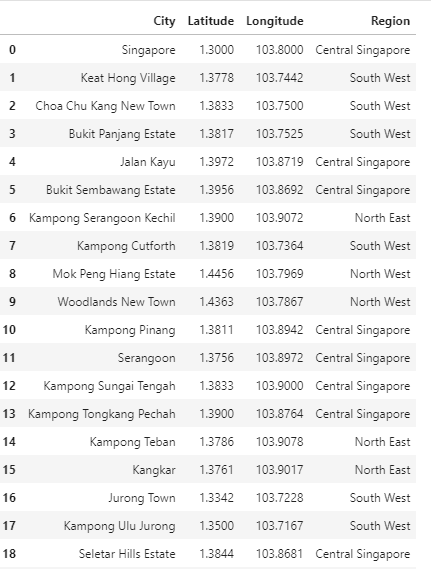 City Latitude Longitude Region
0 Singapore 1.3000 103.8000 Central Singapore
1 Keat Hong Village 1.3778 103.7442 South West
2 Choa Chu Kang New Town 1.3833 103.7500 South West
3 Bukit Panjang Estate 1.3817 103.7525 South West
4 Jalan Kayu 1.3972 103.8719 Central Singapore
5 Bukit Sembawang Estate 1.3956 103.8692 Central Singapore
6 Kampong Serangoon Kechil 1.3900 103.9072 North East
7 Kampong Cutforth 1.3819 103.7364 South West
8 Mok Peng Hiang Estate 1.4456 103.7969 North West
9 Woodlands New Town 1.4363 103.7867 North West
10 Kampong Pinang 1.3811 103.8942 Central Singapore
11 Serangoon 1.3756 103.8972 Central Singapore
12 Kampong Sungai Tengah 1.3833 103.9000 Central Singapore
13 Kampong Tongkang Pechah 1.3900 103.8764 Central Singapore
14 Kampong Teban 1.3786 103.9078 North East
15 Kangkar 1.3761 103.9017 North East
16 Jurong Town 1.3342 103.7228 South West
17 Kampong Ulu Jurong 1.3500 103.7167 South West
18 Seletar Hills Estate 1.3844 103.8681 Central Singapore